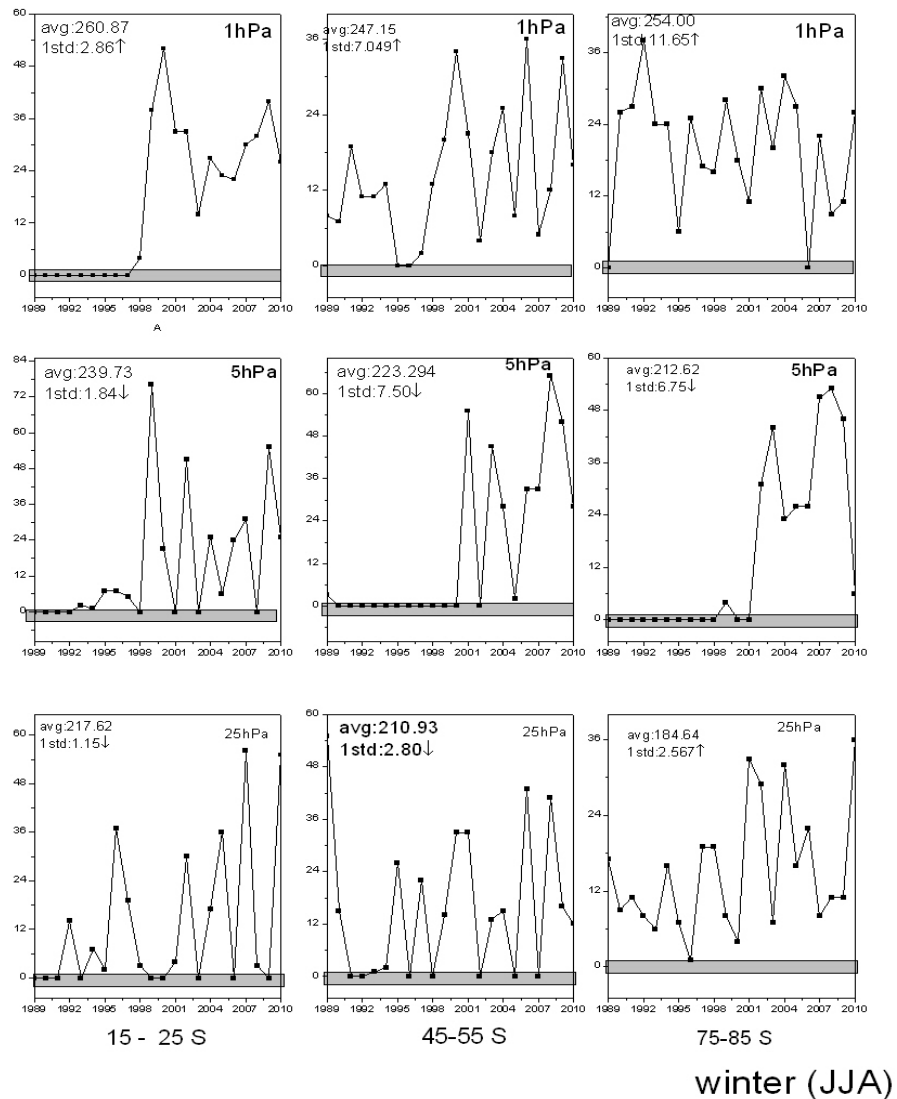 avg:260.87
1std:2.86↑
1hPa
60
48
36
24
12
0
1989 1992 1995 1998 2001 2004 2007 2010
A
avg:247.15
1std:7.049↑
1hPa
36
24
12
0
1989 1992 1995 1998 2001 2004 2007 2010
avg:254.00
1std:11.65↑
1hPa
36
24
12
0
1989 1992 1995 1998 2001 2004 2007 2010
avg:239.73
1std:1.84↓
5hPa
84
72
60
48
36
24
12
0
1989 1992 1995 1998 2001 2004 2007 2010
avg:223.294
1std:7.50↓
5hPa
60
48
36
24
12
0
1989 1992 1995 1998 2001 2004 2007 2010
avg:212.62
1std:6.75↓
5hPa
60
48
36
24
12
0
1989 1992 1995 1998 2001 2004 2007 2010
avg:217.62
1std:1.15↓
25hPa
60
48
36
24
12
0
1989 1992 1995 1998 2001 2004 2007 2010
15 - 25 S
avg:210.93
1std:2.80↓
25hPa
60
48
36
24
12
0
1989 1992 1995 1998 2001 2004 2007 2010
45-55 S
avg:184.64
1std:2.567↑
25hPa
36
24
12
0
1989 1992 1995 1998 2001 2004 2007 2010
75-85 S
winter (JJA)